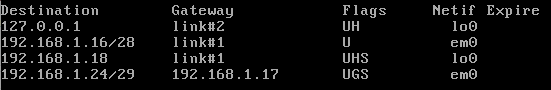 Destination Gateway Flags Netif Expire
127.0.0.1 link#2 UH lo0
192.168.1.16/28 link#1 U em0
192.168.1.18 link#1 UHS lo0
192.168.1.24/29 192.168.1.17 UGS em0